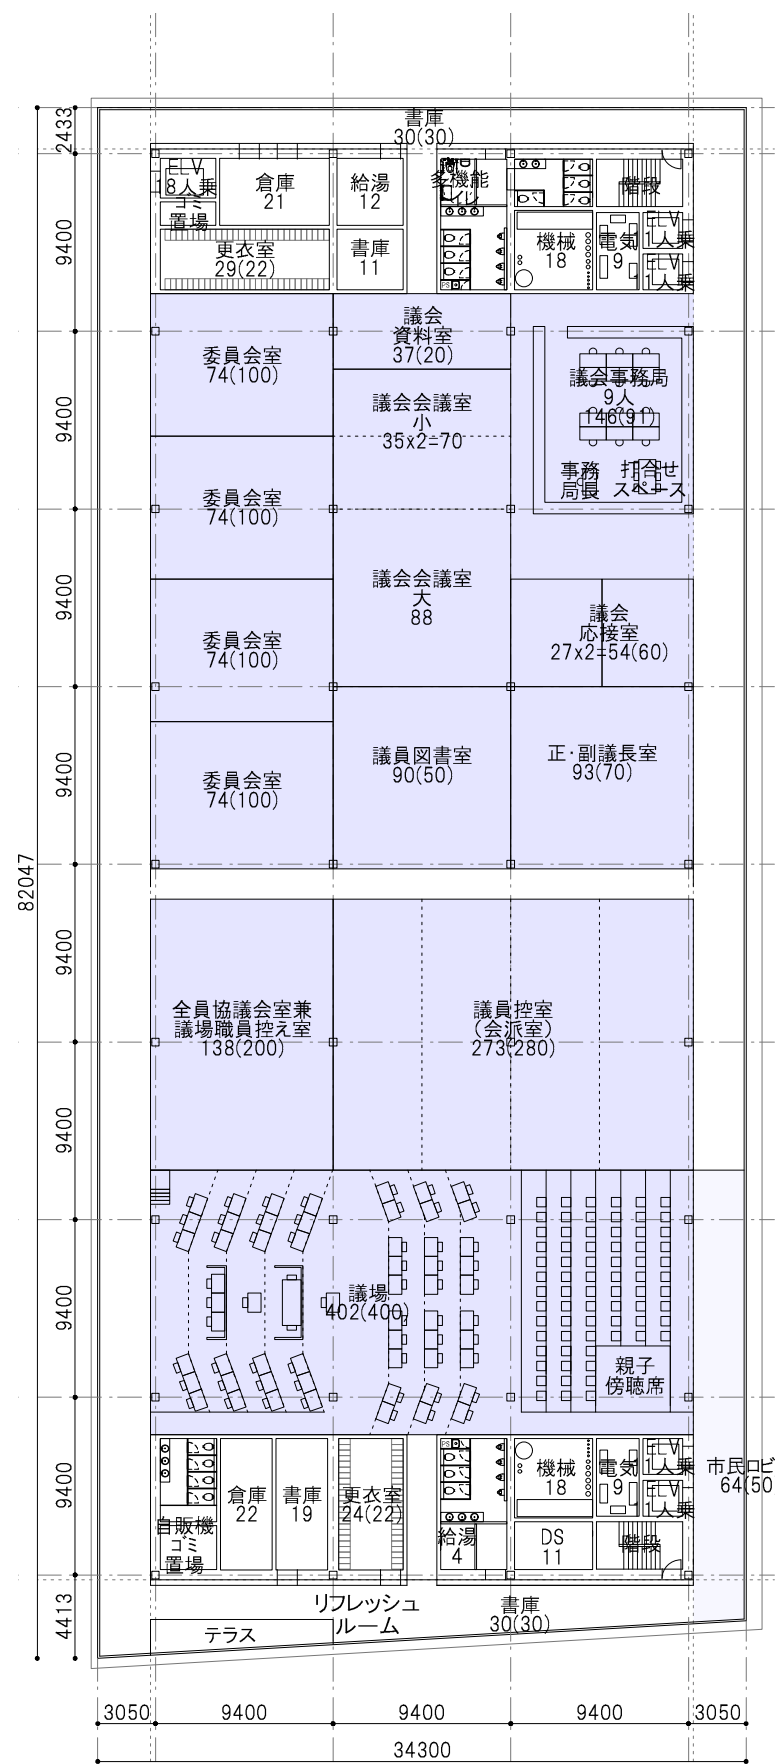 書庫
30(30)
2433
ELV
8人乗
ゴミ
置場
倉庫
21
給湯
12
多機能
トイレ
階段
更衣室
29(22)
書庫
11
機械
18
電気
9
ELV
1人乗
ELV
1人乗
PS
9400
委員会室
74(100)
議会
資料室
37(20)
議会事務局
9人
146(91)
議会会議室
小
35x2=70
事務
局長
打合せ
スペース
9400
委員会室
74(100)
議会会議室
大
88
9400
委員会室
74(100)
議会
応接室
27x2=54(60)
9400
委員会室
74(100)
議員図書室
90(50)
正・副議長室
93(70)
82047
9400
全員協議会室兼
議場職員控え室
138(200)
議員控室
(会派室)
273(280)
9400
9400
議場
402(400)
親子
傍聴席
9400
PS
自販機
ゴミ
置場
倉庫
22
書庫
19
更衣室
24(22)
給湯
4
機械
18
電気
9
ELV
1人乗
ELV
1人乗
DS
11
階段
市民ロビ
64(50
4413
リフレッシュ
ルーム
書庫
30(30)
テラス
3050
9400
9400
9400
3050
34300